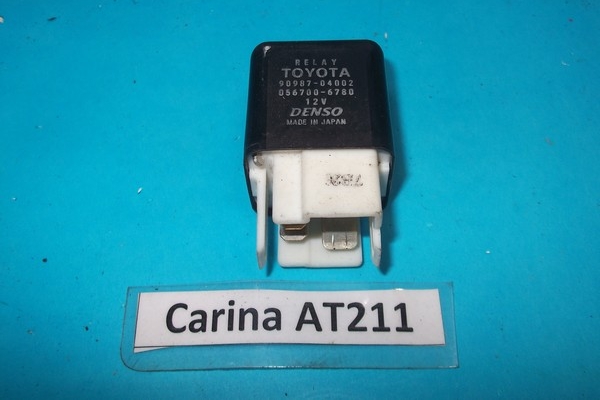 RELAY
TOYOTA
90987-04002
056700-6780
12V
DENSO
MADE IN JAPAN
Carina AT211